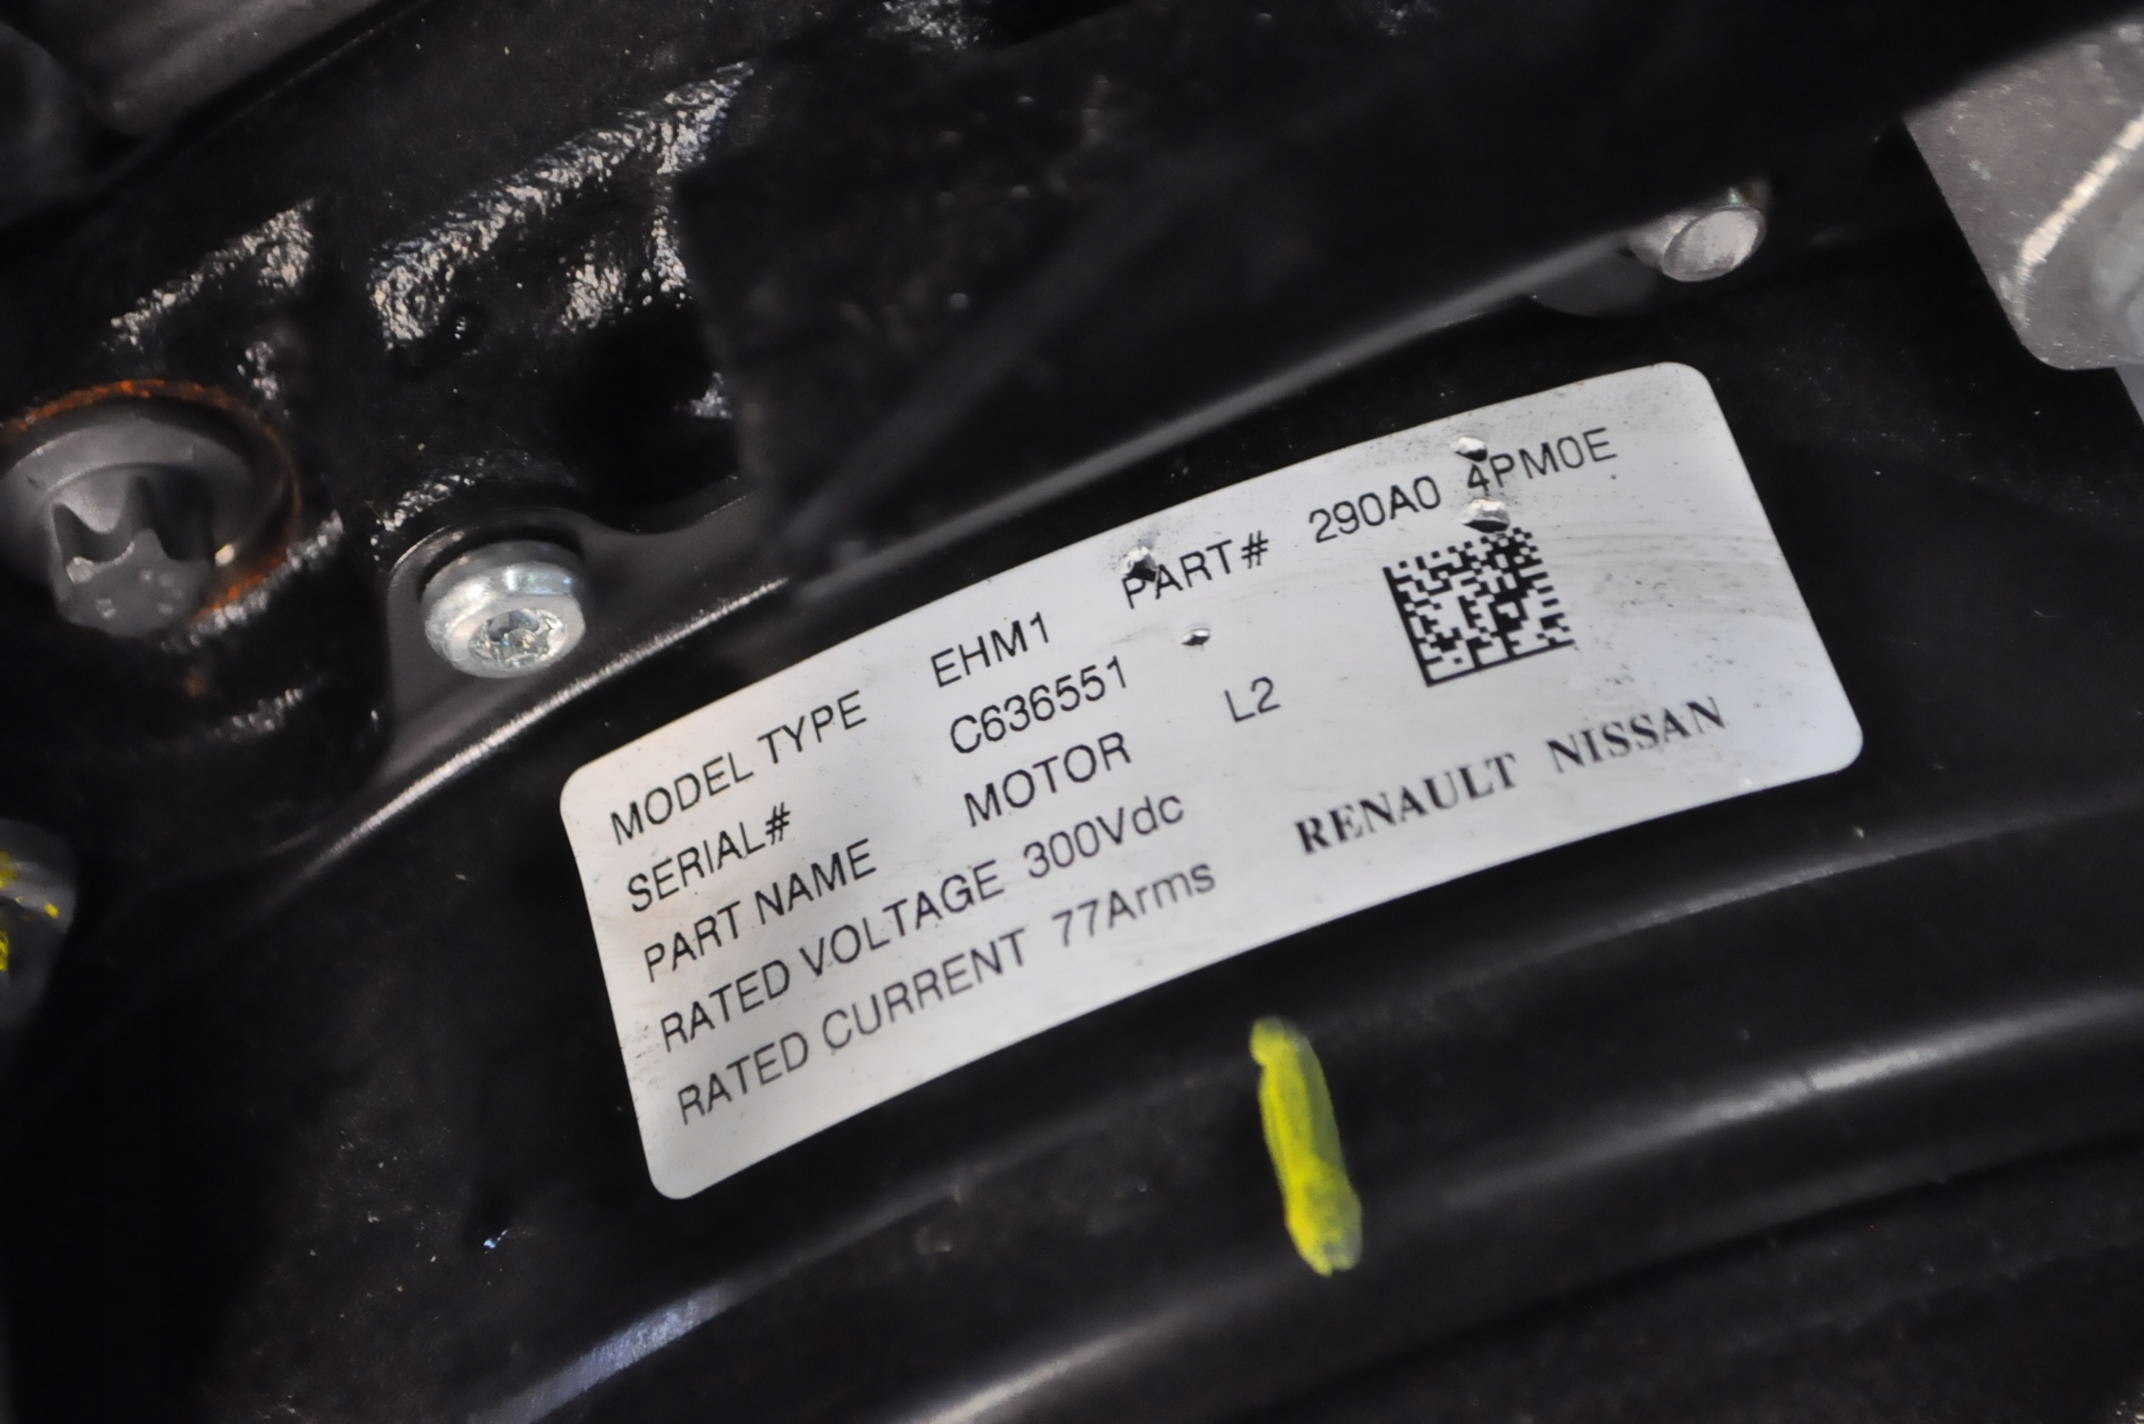 MODEL TYPE EHM1 PART# 290A0 4PM0E
SERIAL# C636551
PART NAME MOTOR L2
RATED VOLTAGE 300Vdc
RATED CURRENT 77Arms RENAULT NISSAN